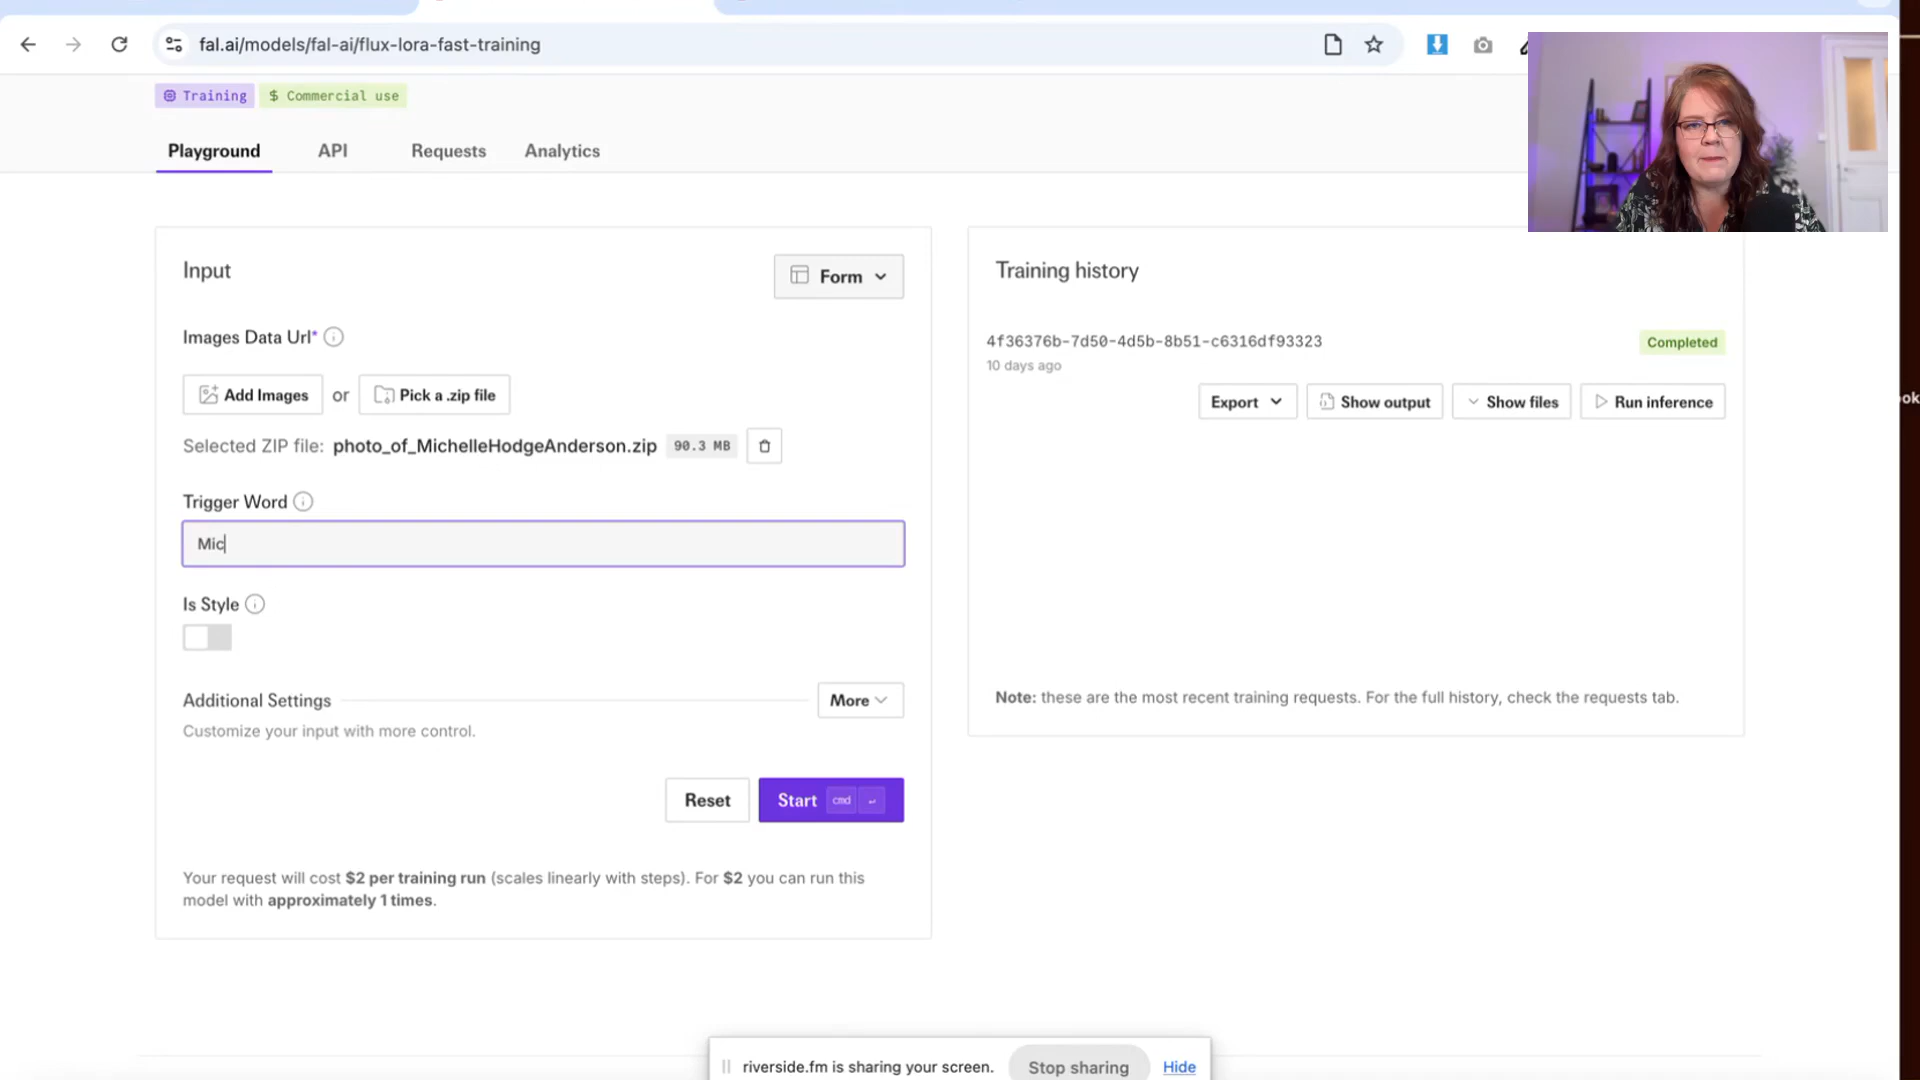 fal.ai/models/fal-ai/flux-lora-fast-training
Training $ Commercial use
Playground API Requests Analytics
Input
Form
Images Data Url*
Add Images or Pick a .zip file
Selected ZIP file: photo_of_MichelleHodgeAnderson.zip 90.3 MB
Trigger Word
Mic
Is Style
Additional Settings
More
Customize your input with more control.
Reset
Start cmd
Your request will cost $2 per training run (scales linearly with steps). For $2 you can run this
model with approximately 1 times.
Training history
4f36376b-7d50-4d5b-8b51-c6316df93323
Completed
10 days ago
Export Show output Show files Run inference
Note: these are the most recent training requests. For the full history, check the requests tab.
ok
riverside.fm is sharing your screen. Stop sharing Hide